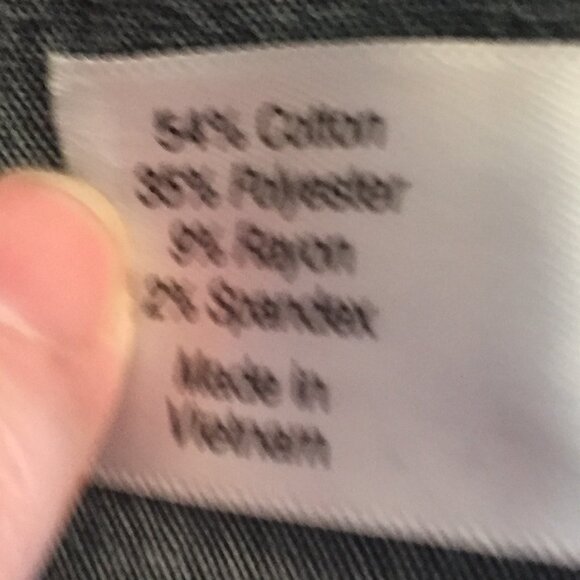 54% Cotton
35% Polyester
9% Rayon
2% Spandex
Made in
Vietnam